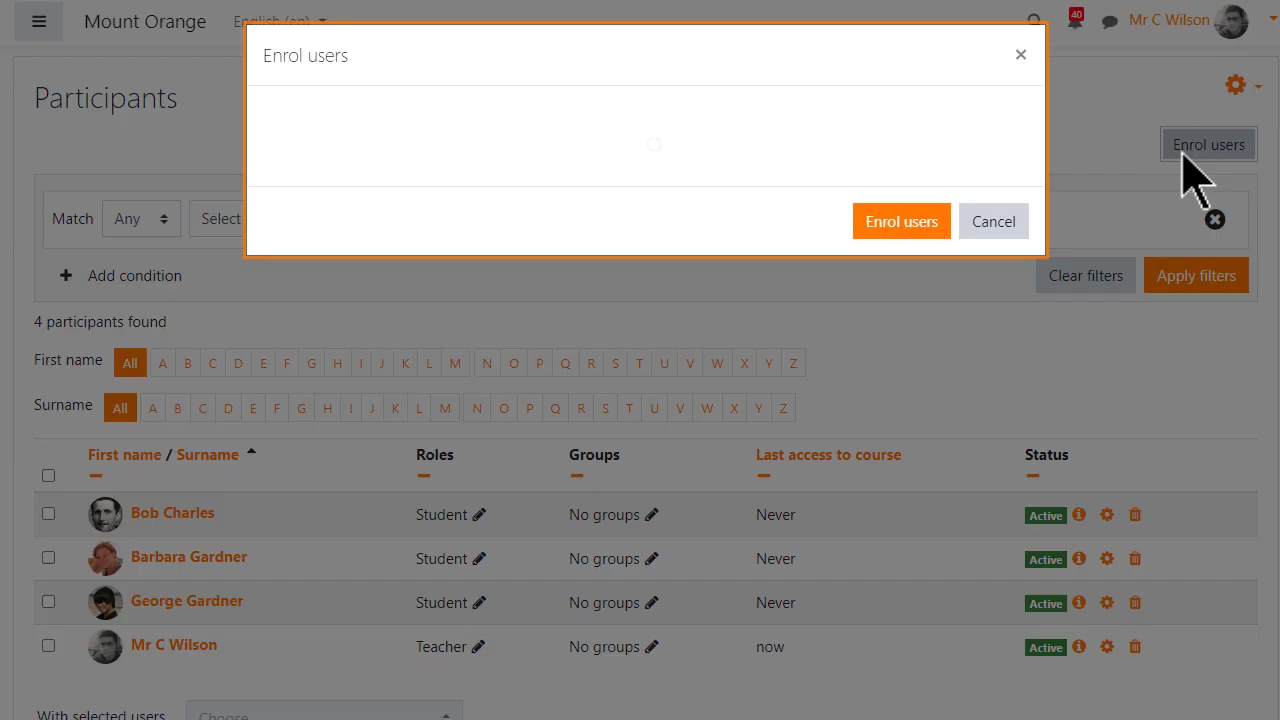 Mount Orange English (en) 40 Mr C Wilson
Enrol users ×
Participants
Enrol users
Match Any Select
Enrol users Cancel
Add condition Clear filters Apply filters
4 participants found
First name All A B C D E F G H I J K L M N O P Q R S T U V W X Y Z
Surname All A B C D E F G H I J K L M N O P Q R S T U V W X Y Z
First name / Surname Roles Groups Last access to course Status
Bob Charles Student No groups Never Active
Barbara Gardner Student No groups Never Active
George Gardner Student No groups Never Active
Mr C Wilson Teacher No groups now Active
With selected users Choose